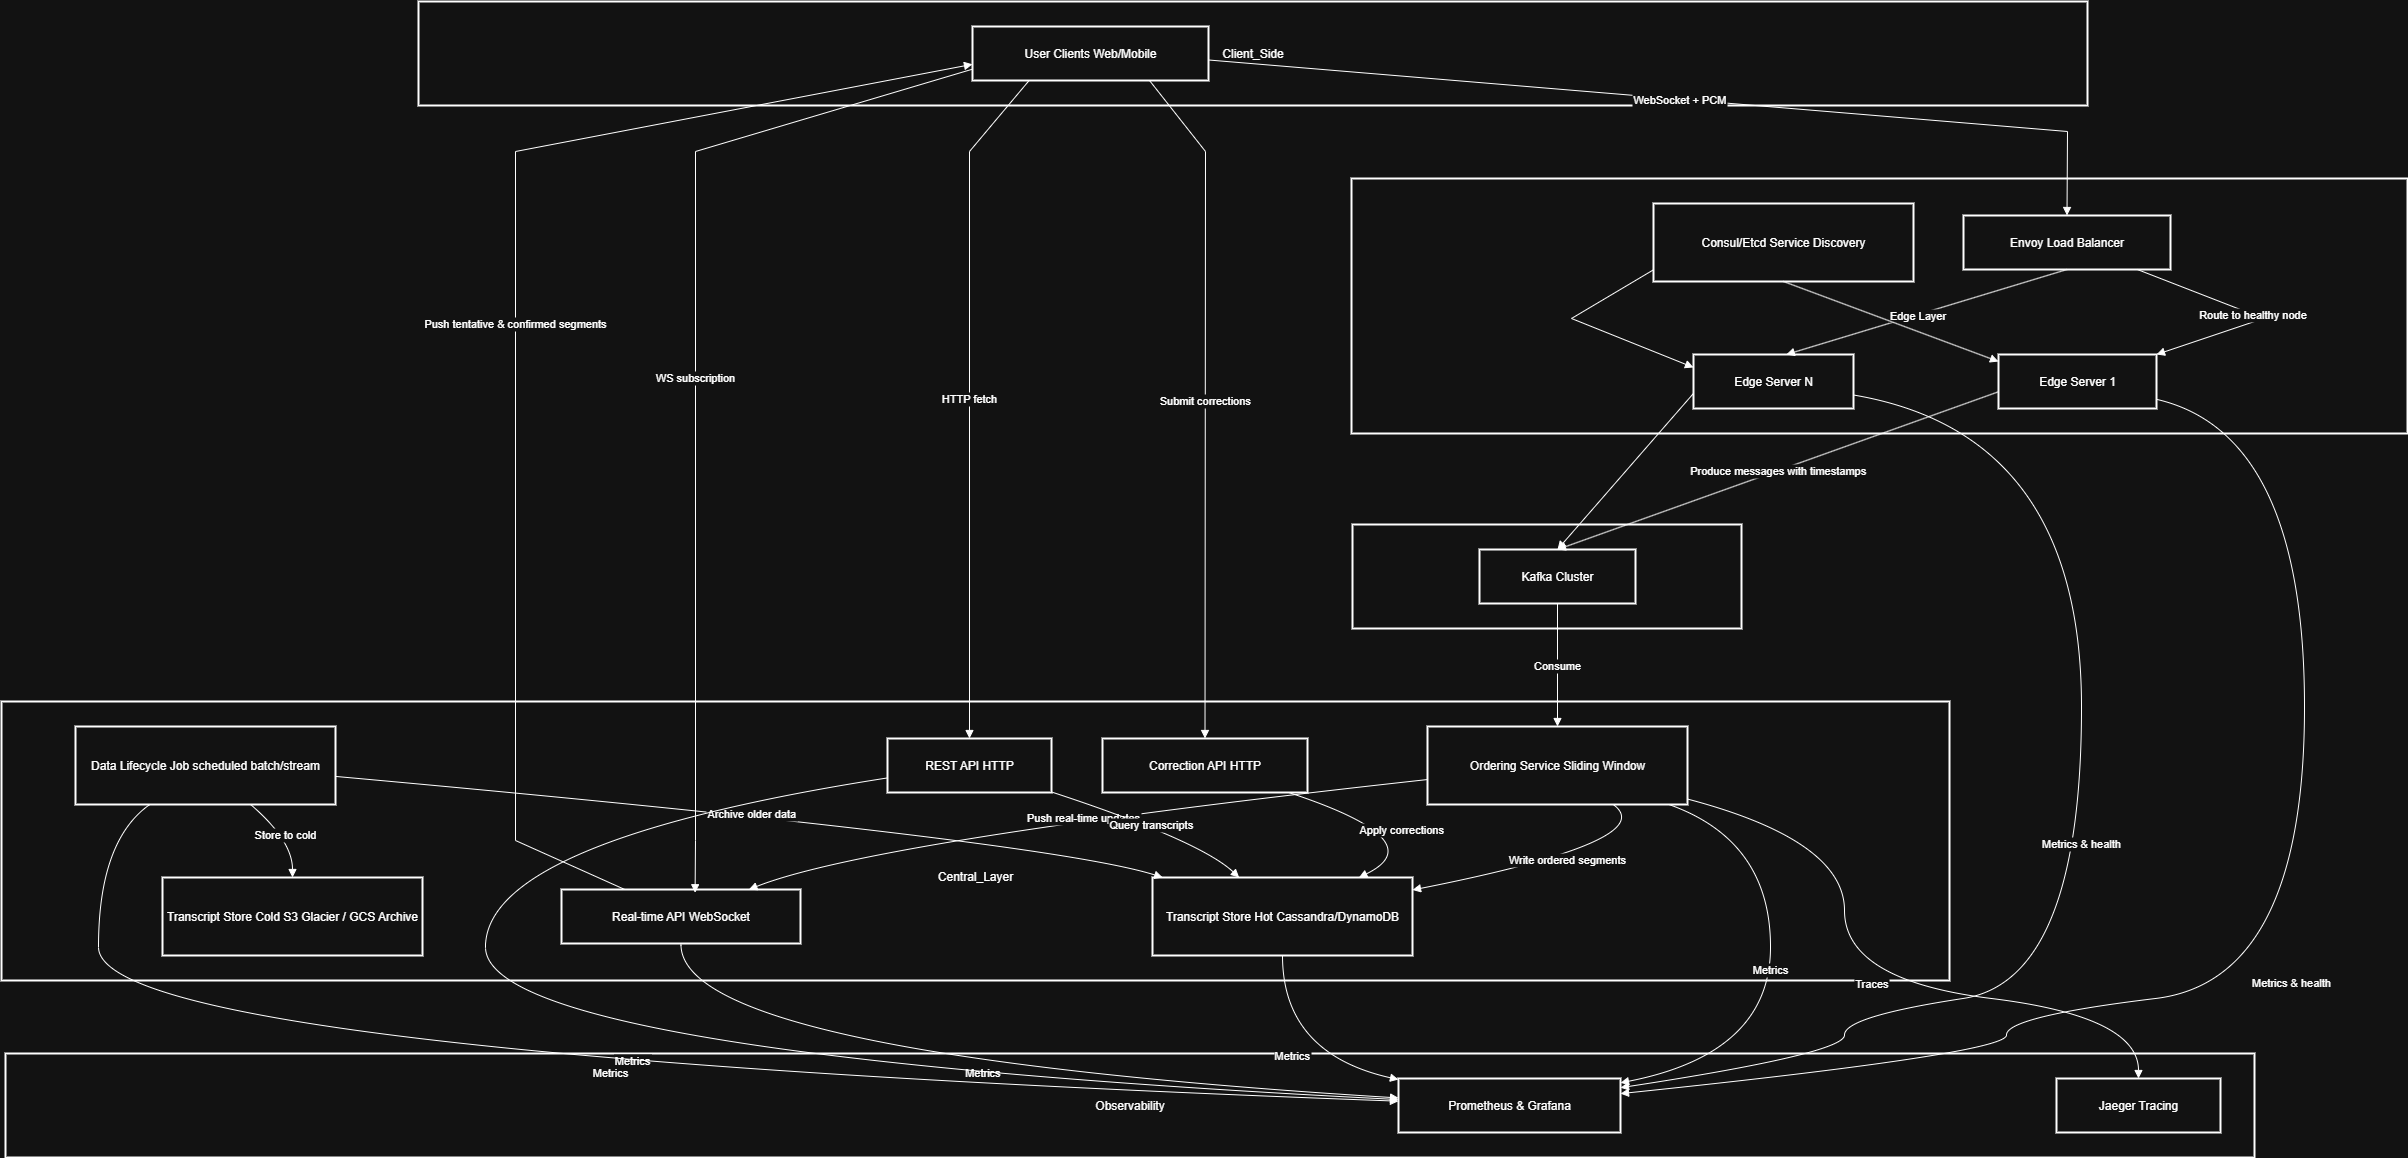 User Clients Web/Mobile
Client_Side
WebSocket + PCM
Consul/Etcd Service Discovery
Envoy Load Balancer
Edge Layer
Route to healthy node
Push tentative & confirmed segments
WS subscription
HTTP fetch
Submit corrections
Edge Server N
Edge Server 1
Produce messages with timestamps
Kafka Cluster
Consume
Data Lifecycle Job scheduled batch/stream
REST API HTTP
Correction API HTTP
Ordering Service Sliding Window
Archive older data
Push real-time updates
Query transcripts
Apply corrections
Store to cold
Write ordered segments
Metrics & health
Central_Layer
Transcript Store Cold S3 Glacier / GCS Archive
Real-time API WebSocket
Transcript Store Hot Cassandra/DynamoDB
Metrics
Traces
Metrics & health
Metrics
Metrics
Metrics
Metrics
Observability
Prometheus & Grafana
Jaeger Tracing